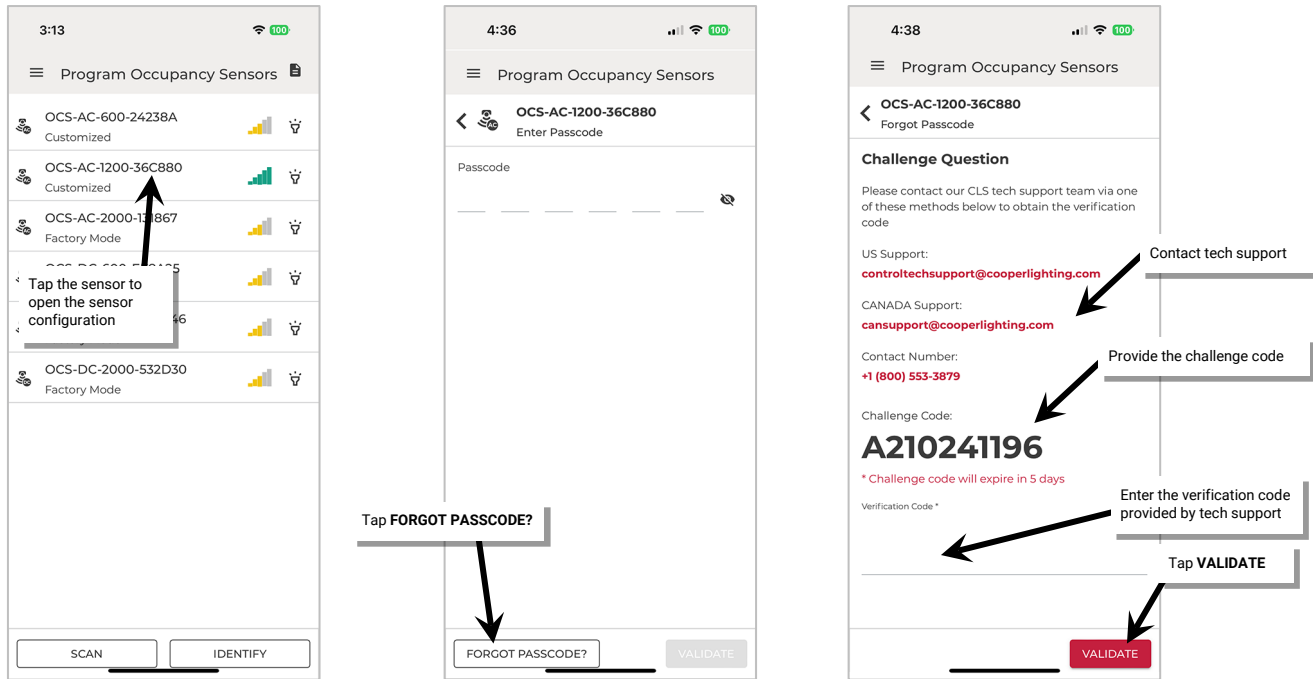 3:13
100
Program Occupancy Sensors
OCS-AC-600-24238A
Customized
OCS-AC-1200-36C880
Customized
OCS-AC-2000-131867
Factory Mode
Tap the sensor to
open the sensor
configuration
46
OCS-DC-2000-532D30
Factory Mode
SCAN
IDENTIFY
4:36
100
Program Occupancy Sensors
OCS-AC-1200-36C880
Enter Passcode
Passcode
Tap FORGOT PASSCODE?
FORGOT PASSCODE?
VALIDATE
4:38
100
Program Occupancy Sensors
OCS-AC-1200-36C880
Forgot Passcode
Challenge Question
Please contact our CLS tech support team via one
of these methods below to obtain the verification
code
US Support:
controltechsupport@cooperlighting.com
Contact tech support
CANADA Support:
cansupport@cooperlighting.com
Contact Number:
+1 (800) 553-3879
Provide the challenge code
Challenge Code:
A210241196
* Challenge code will expire in 5 days
Verification Code *
Enter the verification code
provided by tech support
Tap VALIDATE
VALIDATE